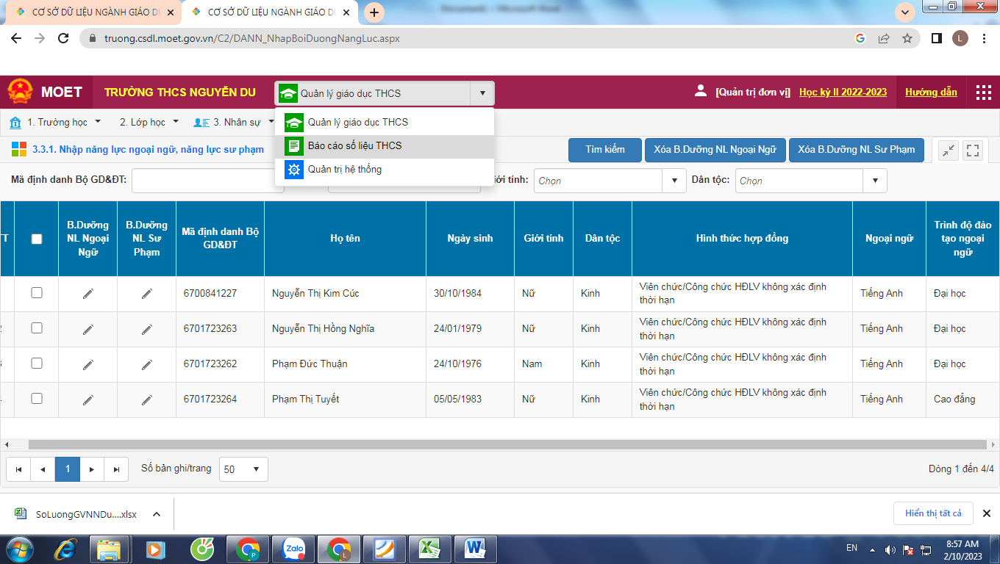 CƠ SỞ DỮ LIỆU NGÀNH GIÁO DỤ
CƠ SỞ DỮ LIỆU NGÀNH GIÁO DỤ
truong.csdl.moet.gov.vn/C2/DANN_NhapBoiDuongNangLuc.aspx
L
MOET
TRƯỜNG THCS NGUYỄN DU
Quản lý giáo dục THCS
[Quản trị đơn vị]
Học kỳ II 2022-2023
Hướng dẫn
1. Trường học
2. Lớp học
3. Nhân sự
Quản lý giáo dục THCS
Báo cáo số liệu THCS
Quản trị hệ thống
3.3.1. Nhập năng lực ngoại ngữ, năng lực sư phạm
Tìm kiếm
Xóa B.Dưỡng NL Ngoại Ngữ
Xóa B.Dưỡng NL Sư Phạm
Mã định danh Bộ GD&ĐT:
iới tính:
Chọn
Dân tộc:
Chọn
T
B.Dưỡng NL Ngoại Ngữ
B.Dưỡng NL Sư Phạm
Mã định danh Bộ GD&ĐT
Họ tên
Ngày sinh
Giới tính
Dân tộc
Hình thức hợp đồng
Ngoại ngữ
Trình độ đào tạo ngoại ngữ
6700841227 Nguyễn Thị Kim Cúc 30/10/1984 Nữ Kinh Viên chức/Công chức HĐLV không xác định thời hạn Tiếng Anh Đại học
6701723263 Nguyễn Thị Hồng Nghĩa 24/01/1979 Nữ Kinh Viên chức/Công chức HĐLV không xác định thời hạn Tiếng Anh Đại học
6701723262 Phạm Đức Thuận 24/10/1976 Nam Kinh Viên chức/Công chức HĐLV không xác định thời hạn Tiếng Anh Đại học
6701723264 Phạm Thị Tuyết 05/05/1983 Nữ Kinh Viên chức/Công chức HĐLV không xác định thời hạn Tiếng Anh Cao đẳng
1
Số bản ghi/trang
50
Dòng 1 đến 4/4
SoLuongGVNNDu....xlsx
Hiển thị tất cả
P
Zalo
L
EN
8:57 AM
2/10/2023